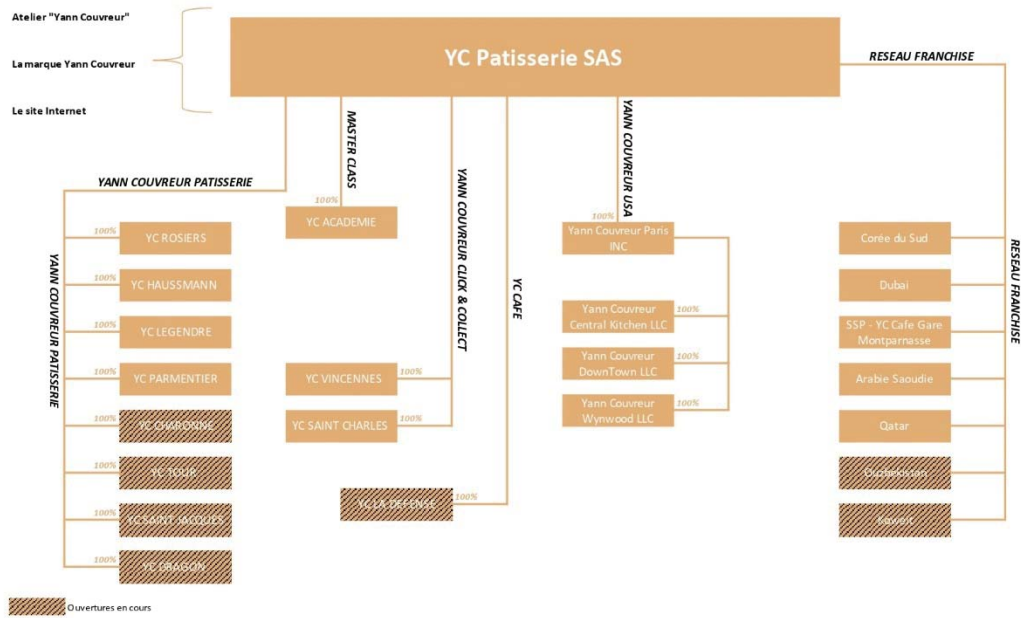 Atelier "Yann Couvreur"
La marque Yann Couvreur
Le site Internet
YC Patisserie SAS
RESEAU FRANCHISE
YANN COUVREUR PATISSERIE
MASTER CLASS
YANN COUVREUR CLICK & COLLECT
YC CAFE
YANN COUVREUR USA
RESEAU FRANCHISE
YANN COUVREUR PATISSERIE
100%
YC ROSIERS
100%
YC HAUSSMANN
100%
YC LEGENDRE
100%
YC PARMENTIER
100%
YC CHARONNE
100%
YC TOUR
100%
YC SAINT JACQUES
100%
YC DRAGON
100%
YC ACADEMIE
YC VINCENNES
100%
YC SAINT CHARLES
100%
YC LA DEFENSE
100%
100%
Yann Couvreur Paris
INC
Yann Couvreur
Central Kitchen LLC
100%
Yann Couvreur
DownTown LLC
100%
Yann Couvreur
Wynwood LLC
100%
Corée du Sud
Dubai
SSP - YC Cafe Gare
Montparnasse
Arabie Saoudie
Qatar
Ouzbekistan
Koweit
Ouvertures en cours